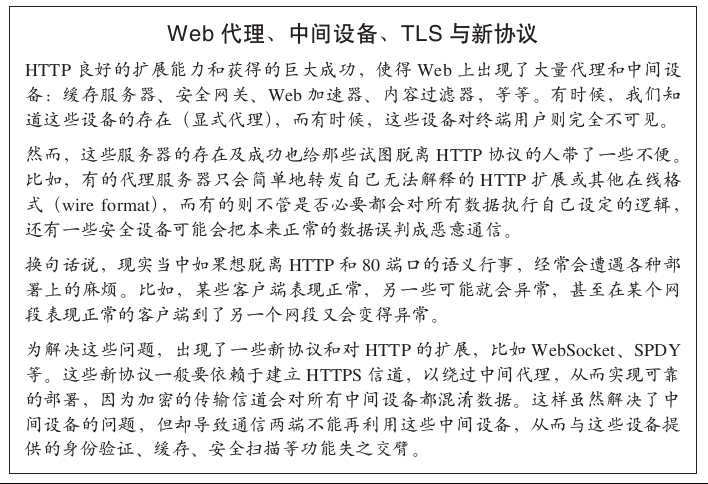 Web 代理、中间设备、TLS 与新协议
HTTP 良好的扩展能力和获得的巨大成功，使得 Web 上出现了大量代理和中间设
备：缓存服务器、安全网关、Web 加速器、内容过滤器，等等。有时候，我们知
道这些设备的存在（显式代理），而有时候，这些设备对终端用户则完全不可见。
然而，这些服务器的存在及成功也给那些试图脱离 HTTP 协议的人带了一些不便。
比如，有的代理服务器只会简单地转发自己无法解释的 HTTP 扩展或其他在线格
式（wire format），而有的则不管是否必要都会对所有数据执行自己设定的逻辑，
还有一些安全设备可能会把本来正常的数据误判成恶意通信。
换句话说，现实当中如果想脱离 HTTP 和 80 端口的语义行事，经常会遭遇各种部
署上的麻烦。比如，某些客户端表现正常，另一些可能就会异常，甚至在某个网
段表现正常的客户端到了另一个网段又会变得异常。
为解决这些问题，出现了一些新协议和对 HTTP 的扩展，比如 WebSocket、SPDY
等。这些新协议一般要依赖于建立 HTTPS 信道，以绕过中间代理，从而实现可靠
的部署，因为加密的传输信道会对所有中间设备都混淆数据。这样虽然解决了中
间设备的问题，但却导致通信两端不能再利用这些中间设备，从而与这些设备提
供的身份验证、缓存、安全扫描等功能失之交臂。